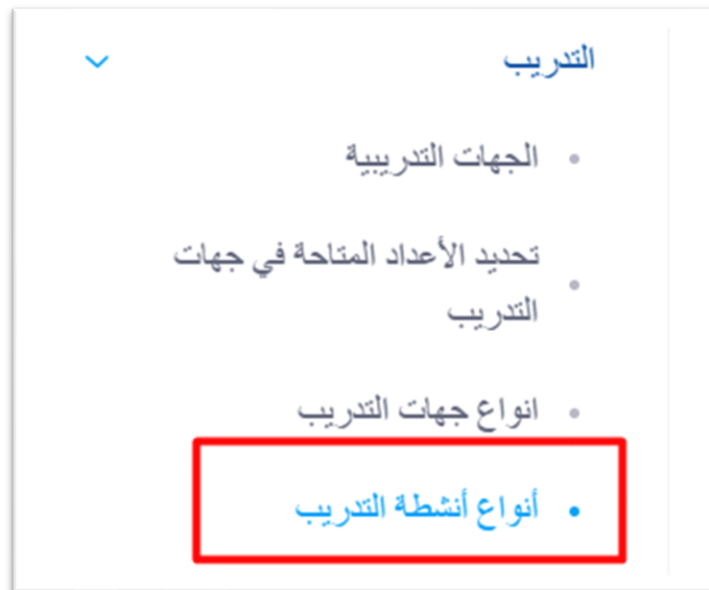 التدريب
الجهات التدريبية
تحديد الأعداد المتاحة في جهات
التدريب
انواع جهات التدريب
أنواع أنشطة التدريب